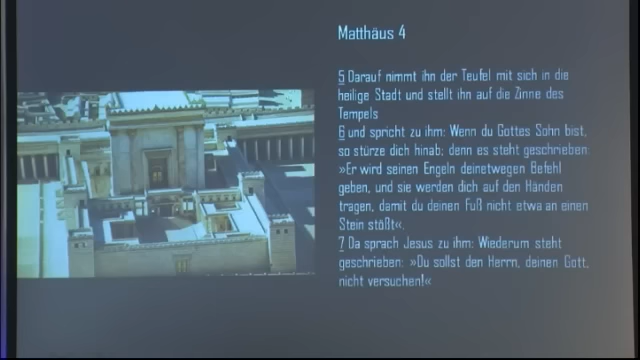 Matthäus 4
5 Darauf nimmt ihn der Teufel mit sich in die
heilige Stadt und stellt ihn auf die Zinne des
Tempels
6 und spricht zu ihm: Wenn du Gottes Sohn bist,
so stürze dich hinab; denn es steht geschrieben:
»Er wird seinen Engeln deinetwegen Befehl
geben, und sie werden dich auf den Händen
tragen, damit du deinen Fuß nicht etwa an einen
Stein stößt«.
7 Da sprach Jesus zu ihm: Wiederum steht
geschrieben: »Du sollst den Herrn, deinen Gott,
nicht versuchen!«